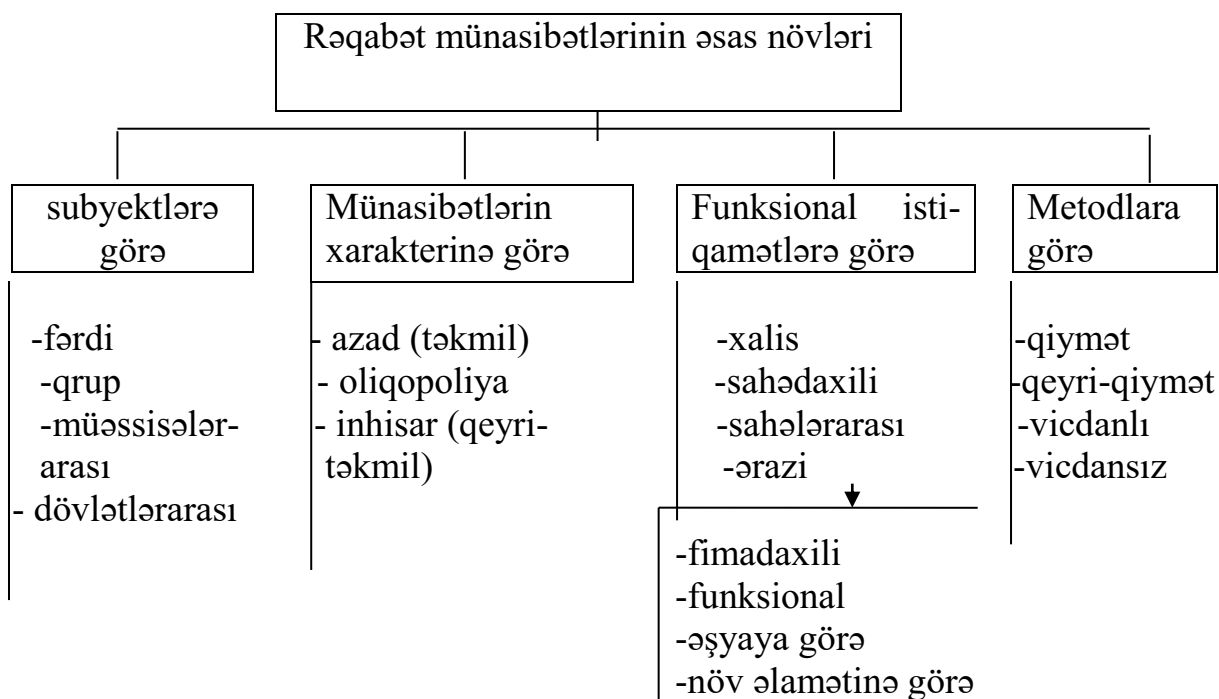 Rəqabət münasibətlərinin əsas növləri
subyektlərə
görə
-fərdi
-qrup
-müəssisələr-
arası
- dövlətlərarası
Münasibətlərin
xarakterinə görə
- azad (təkmil)
- oliqopoliya
- inhisar (qeyri-
təkmil)
Funksional isti-
qamətlərə görə
-xalis
-sahədaxili
-sahələrarası
-ərazi
-fimadaxili
-funksional
-əşyaya görə
-növ əlamətinə görə
Metodlara
görə
-qiymət
-qeyri-qiymət
-vicdanlı
-vicdansız